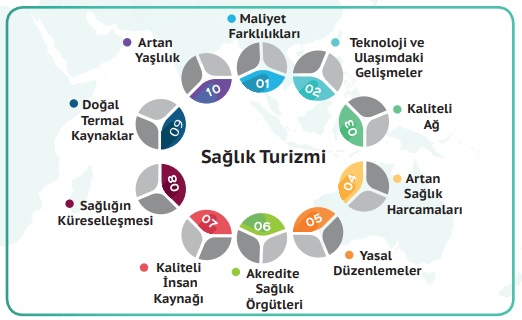 Maliyet
Farklılıkları
01
Teknoloji ve
Ulaşımdaki
Gelişmeler
02
Kaliteli
Ağ
03
Artan
Sağlık
Harcamaları
04
Yasal
Düzenlemeler
05
Akredite
Sağlık
Örgütleri
06
Kaliteli
İnsan
Kaynağı
07
Sağlığın
Küreselleşmesi
08
Doğal
Termal
Kaynaklar
09
Artan
Yaşlılık
10
Sağlık Turizmi